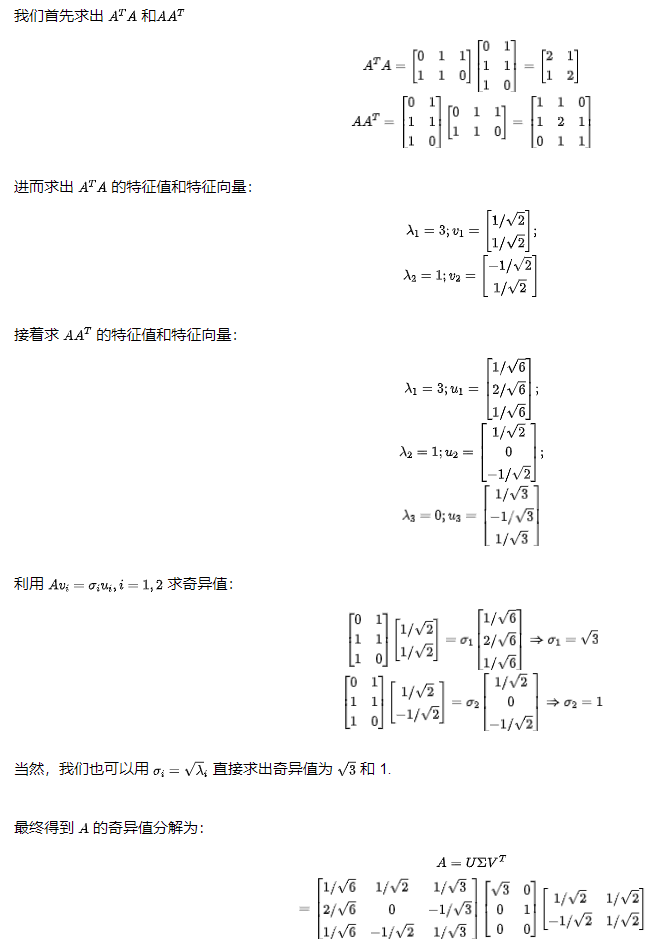 我们首先求出 $A^T A$ 和$AA^T$
$A^T A = \begin{bmatrix} 0 & 1 & 1 \\ 1 & 1 & 0 \end{bmatrix} \begin{bmatrix} 0 & 1 \\ 1 & 1 \\ 1 & 0 \end{bmatrix} = \begin{bmatrix} 2 & 1 \\ 1 & 2 \end{bmatrix}$
$AA^T = \begin{bmatrix} 0 & 1 \\ 1 & 1 \\ 1 & 0 \end{bmatrix} \begin{bmatrix} 0 & 1 & 1 \\ 1 & 1 & 0 \end{bmatrix} = \begin{bmatrix} 1 & 1 & 0 \\ 1 & 2 & 1 \\ 0 & 1 & 1 \end{bmatrix}$
进而求出 $A^T A$ 的特征值和特征向量：
$\lambda_1 = 3; v_1 = \begin{bmatrix} 1/\sqrt{2} \\ 1/\sqrt{2} \end{bmatrix};$
$\lambda_2 = 1; v_2 = \begin{bmatrix} -1/\sqrt{2} \\ 1/\sqrt{2} \end{bmatrix}$
接着求 $AA^T$ 的特征值和特征向量：
$\lambda_1 = 3; u_1 = \begin{bmatrix} 1/\sqrt{6} \\ 2/\sqrt{6} \\ 1/\sqrt{6} \end{bmatrix};$
$\lambda_2 = 1; u_2 = \begin{bmatrix} 1/\sqrt{2} \\ 0 \\ -1/\sqrt{2} \end{bmatrix};$
$\lambda_3 = 0; u_3 = \begin{bmatrix} 1/\sqrt{3} \\ -1/\sqrt{3} \\ 1/\sqrt{3} \end{bmatrix}$
利用 $Av_i = \sigma_i u_i, i = 1, 2$ 求奇异值：
$\begin{bmatrix} 0 & 1 \\ 1 & 1 \\ 1 & 0 \end{bmatrix} \begin{bmatrix} 1/\sqrt{2} \\ 1/\sqrt{2} \end{bmatrix} = \sigma_1 \begin{bmatrix} 1/\sqrt{6} \\ 2/\sqrt{6} \\ 1/\sqrt{6} \end{bmatrix} \Rightarrow \sigma_1 = \sqrt{3}$
$\begin{bmatrix} 0 & 1 \\ 1 & 1 \\ 1 & 0 \end{bmatrix} \begin{bmatrix} 1/\sqrt{2} \\ -1/\sqrt{2} \end{bmatrix} = \sigma_2 \begin{bmatrix} 1/\sqrt{2} \\ 0 \\ -1/\sqrt{2} \end{bmatrix} \Rightarrow \sigma_2 = 1$
当然，我们也可以用 $\sigma_i = \sqrt{\lambda}_i$ 直接求出奇异值为 $\sqrt{3}$ 和 1.
最终得到 $A$ 的奇异值分解为：
$A = U \Sigma V^T$
$= \begin{bmatrix} 1/\sqrt{6} & 1/\sqrt{2} & 1/\sqrt{3} \\ 2/\sqrt{6} & 0 & -1/\sqrt{3} \\ 1/\sqrt{6} & -1/\sqrt{2} & 1/\sqrt{3} \end{bmatrix} \begin{bmatrix} \sqrt{3} & 0 \\ 0 & 1 \\ 0 & 0 \end{bmatrix} \begin{bmatrix} 1/\sqrt{2} & 1/\sqrt{2} \\ -1/\sqrt{2} & 1/\sqrt{2} \end{bmatrix}$